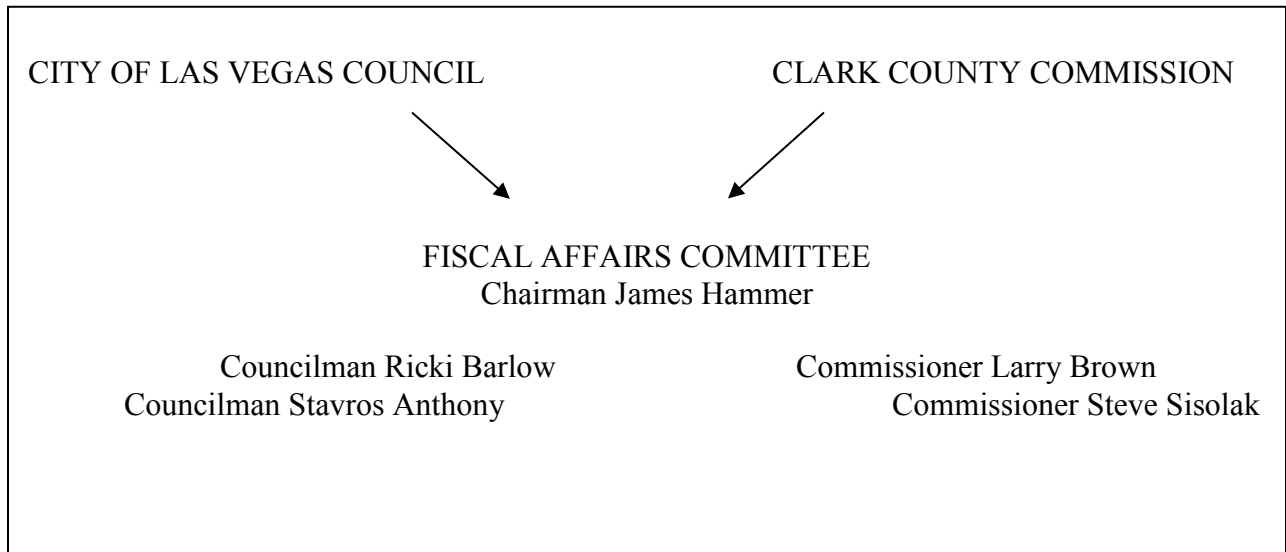 CITY OF LAS VEGAS COUNCIL CLARK COUNTY COMMISSION
FISCAL AFFAIRS COMMITTEE
Chairman James Hammer
Councilman Ricki Barlow Commissioner Larry Brown
Councilman Stavros Anthony Commissioner Steve Sisolak